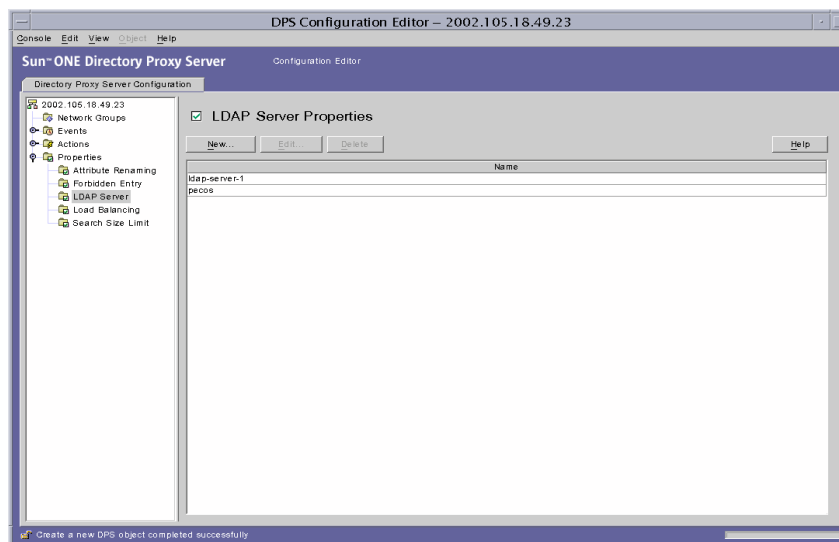 DPS Configuration Editor – 2002.105.18.49.23
Console Edit View Object Help
Sun™ ONE Directory Proxy Server Configuration Editor
Directory Proxy Server Configuration
2002.105.18.49.23
Network Groups
Events
Actions
Properties
Attribute Renaming
Forbidden Entry
LDAP Server
Load Balancing
Search Size Limit
LDAP Server Properties
New... Edit... Delete Help
Name
ldap-server-1
pecos
Create a new DPS object completed successfully